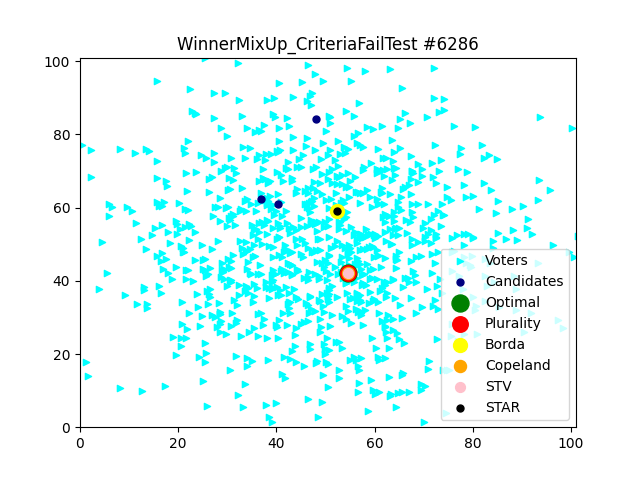 WinnerMixUp_CriteriaFailTest #6286
100
80
60
40
20
0
0 20 40 60 80 100
Voters
Candidates
Optimal
Plurality
Borda
Copeland
STV
STAR